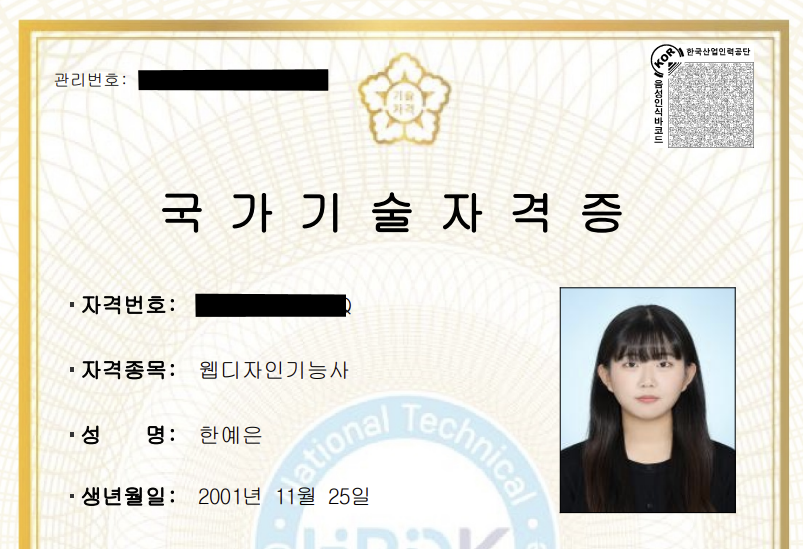 관리번호:
기술
자격
KOR
한국산업인력공단
음성인식바코드
국 가 기 술 자 격 증
· 자격번호: Q
· 자격종목: 웹디자인기능사
· 성 명: 한예은
· 생년월일: 2001년 11월 25일
National Technical
HRDK